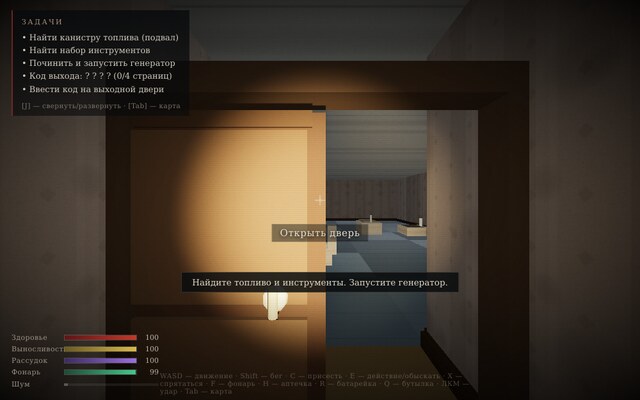 ЗАДАЧИ
• Найти канистру топлива (подвал)
• Найти набор инструментов
• Починить и запустить генератор
• Код выхода: ? ? ? ? (0/4 страниц)
• Ввести код на выходной двери
[J] — свернуть/развернуть · [Tab] — карта
Открыть дверь
Найдите топливо и инструменты. Запустите генератор.
Здоровье 100
Выносливость 100
Рассудок 100
Фонарь 99
Шум
WASD — движение · Shift — бег · C — присесть · E — действие/обыскать · X —
спрятаться · F — фонарь · H — аптечка · B — батарейка · Q — бутылка · ЛКМ —
удар · Tab — карта